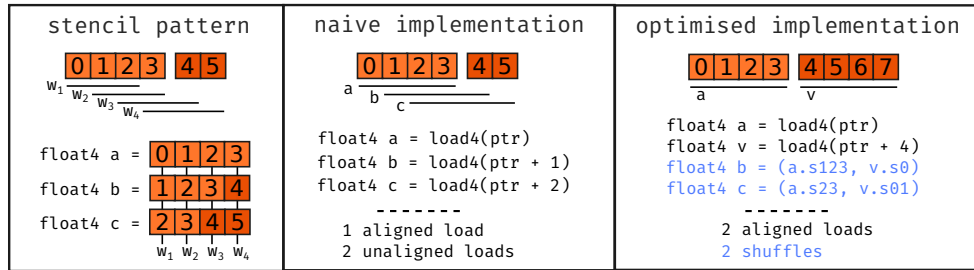 stencil pattern
0 1 2 3 4 5
w1
w2
w3
w4
float4 a = 0 1 2 3
float4 b = 1 2 3 4
float4 c = 2 3 4 5
w1 w2 w3 w4
naive implementation
0 1 2 3 4 5
a
b
c
float4 a = load4(ptr)
float4 b = load4(ptr + 1)
float4 c = load4(ptr + 2)
-------
1 aligned load
2 unaligned loads
optimised implementation
0 1 2 3 4 5 6 7
a v
float4 a = load4(ptr)
float4 v = load4(ptr + 4)
float4 b = (a.s123, v.s0)
float4 c = (a.s23, v.s01)
-------
2 aligned loads
2 shuffles